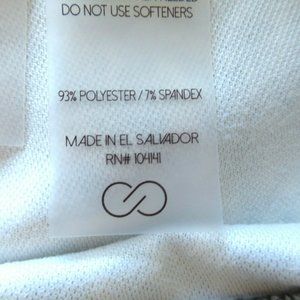 DO NOT USE SOFTENERS
93% POLYESTER / 7% SPANDEX
MADE IN EL SALVADOR
RN# 104141